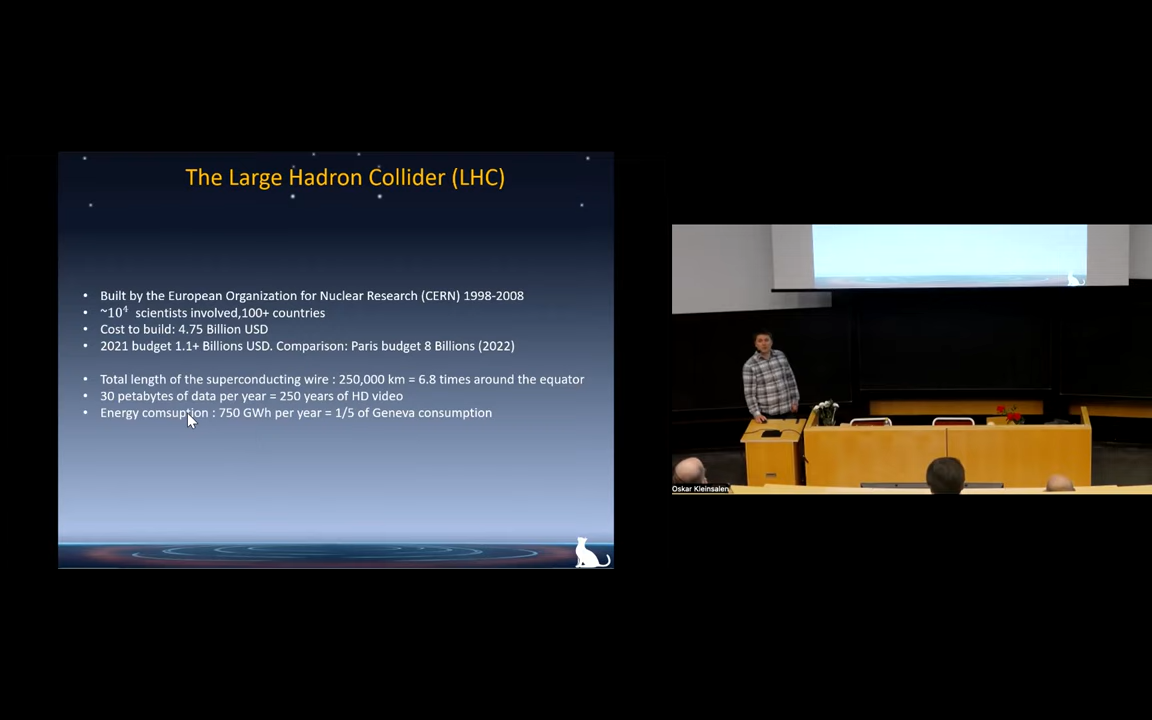 The Large Hadron Collider (LHC)
• Built by the European Organization for Nuclear Research (CERN) 1998-2008
• ~10⁴ scientists involved,100+ countries
• Cost to build: 4.75 Billion USD
• 2021 budget 1.1+ Billions USD. Comparison: Paris budget 8 Billions (2022)
• Total length of the superconducting wire : 250,000 km = 6.8 times around the equator
• 30 petabytes of data per year = 250 years of HD video
• Energy comsuption : 750 GWh per year = 1/5 of Geneva consumption
Oskar Kleinsalen